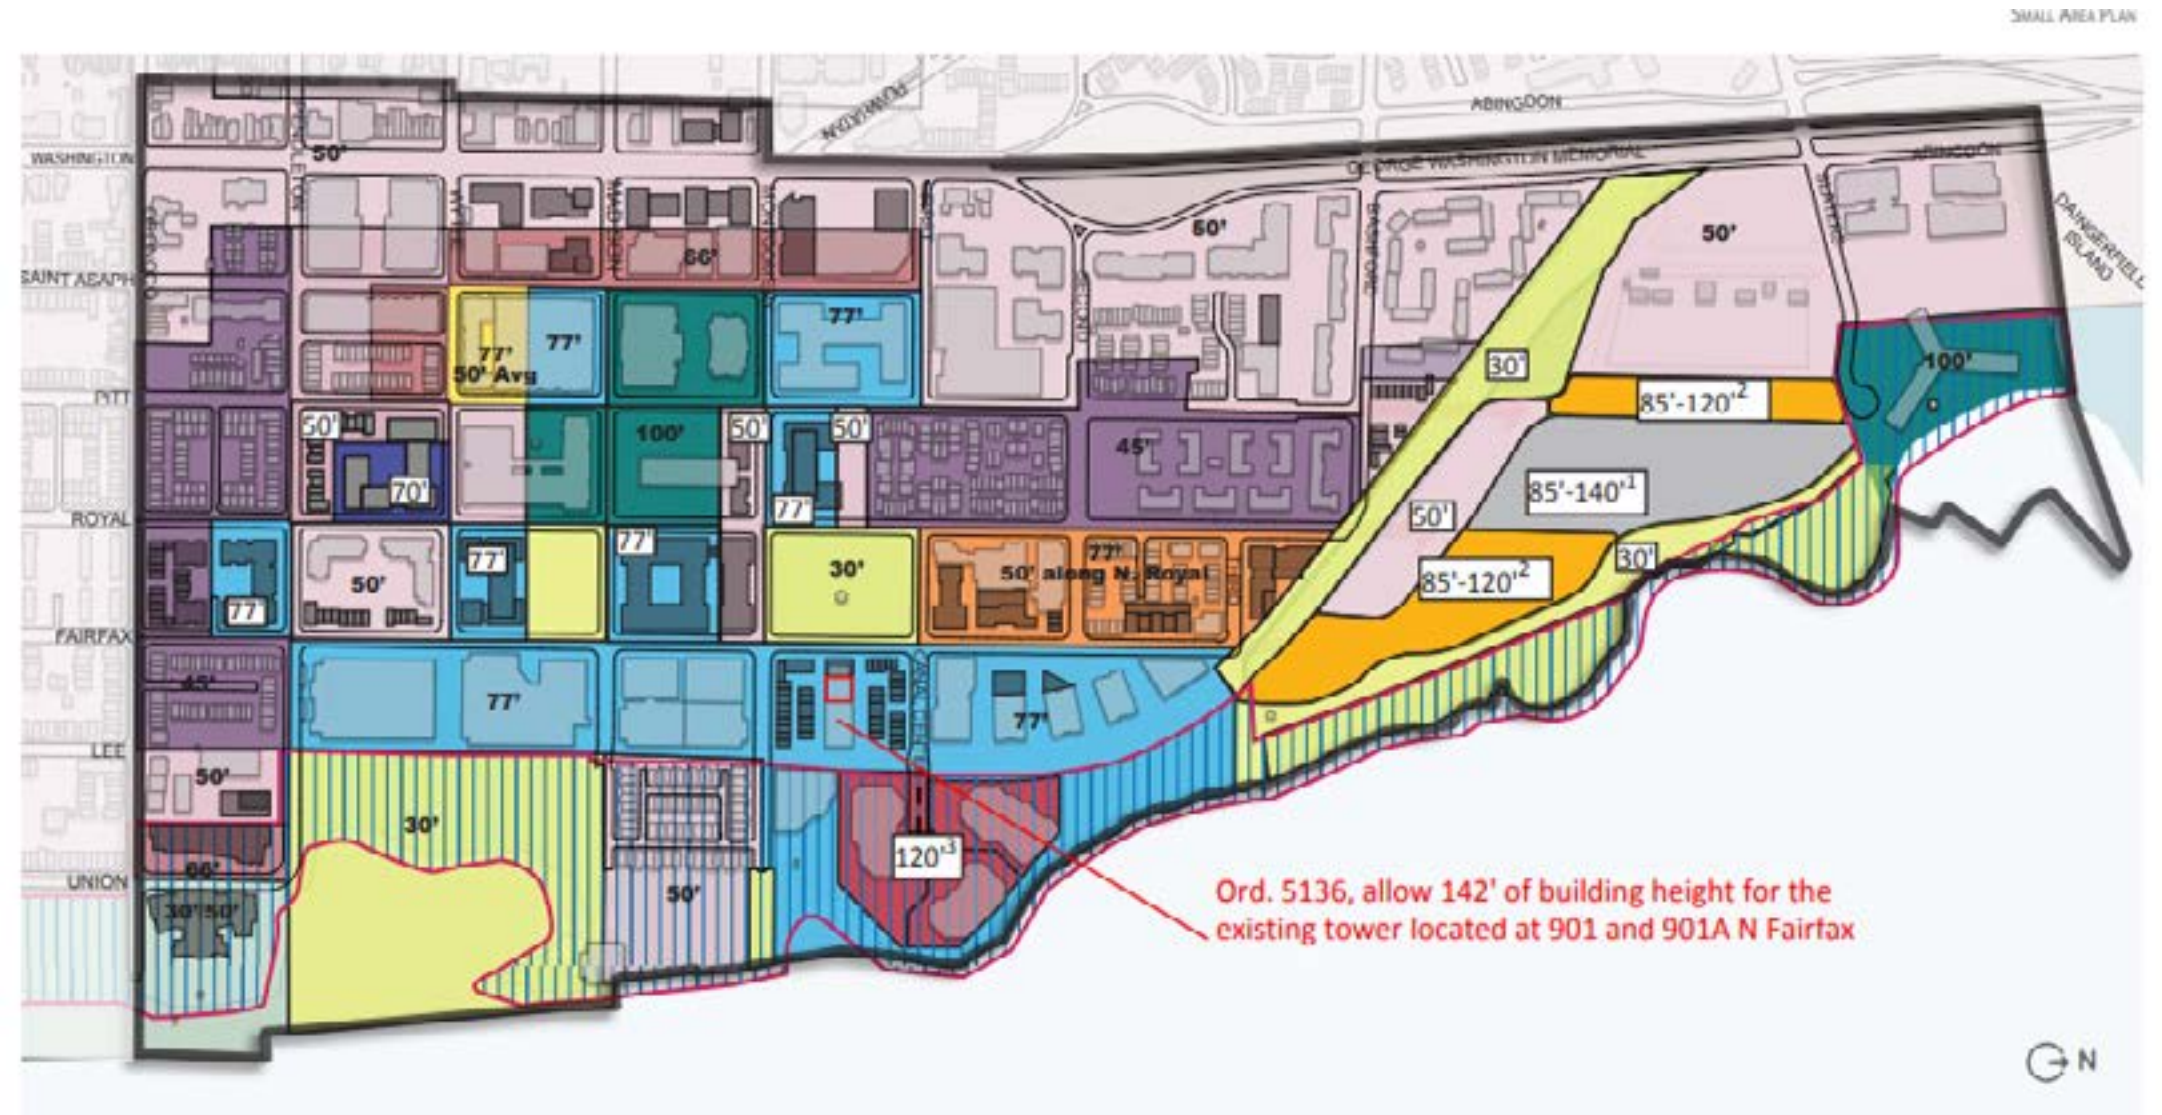 SMALL AREA PLAN
ABINGDON
POWHATAN
WASHINGTON
50'
GEORGE WASHINGTON MEMORIAL
ABINGDON
DAINGERFIELD
ISLAND
50'
50'
66'
SAINT ASAPH
77'
77'
77'
50' Avg
30'
100'
PITT
85'-120'2
50'
100'
50'
50'
45'
70'
77'
85'-140'1
50'
ROYAL
77'
77'
77'
30'
50'
30'
50' along N. Royal
85'-120'2
77'
FAIRFAX
45'
77'
77'
LEE
50'
30'
120'3
66'
UNION
50'
30'/50'
Ord. 5136, allow 142' of building height for the
existing tower located at 901 and 901A N Fairfax
N